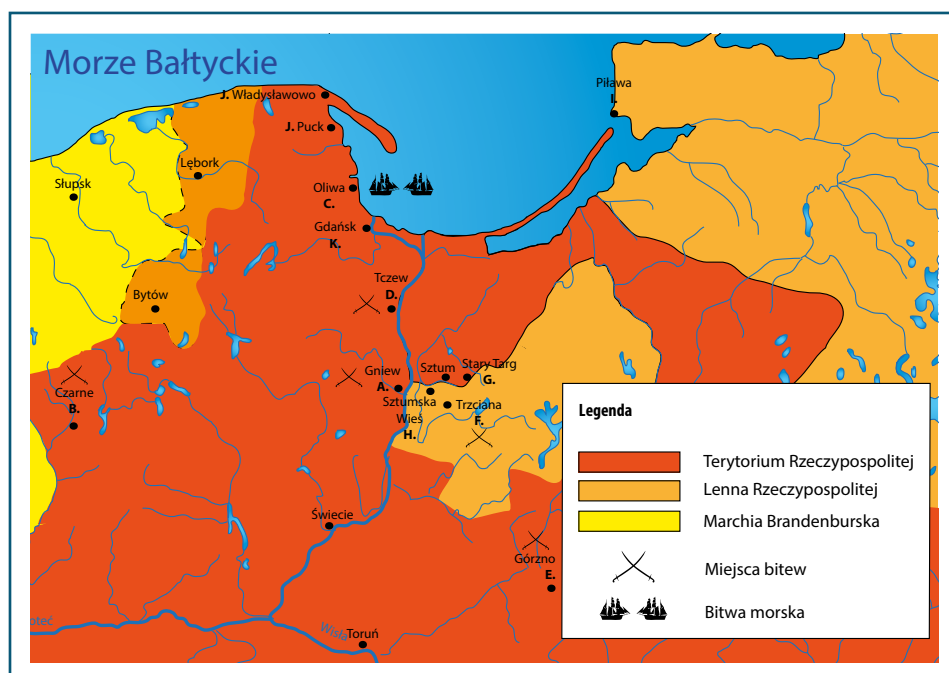 Morze Bałtyckie
J. Władysławowo
J. Puck
Piława
I.
Lębork
Słupsk
Oliwa
C.
Gdańsk
K.
Tczew
D.
Bytów
Gniew
A.
Sztum
Stary Targ
G.
Czarne
B.
Sztumska
Wieś
H.
Trzciana
F.
Świecie
Górzno
E.
oteć
Wisła
Toruń
Legenda
Terytorium Rzeczypospolitej
Lenna Rzeczypospolitej
Marchia Brandenburska
Miejsca bitew
Bitwa morska